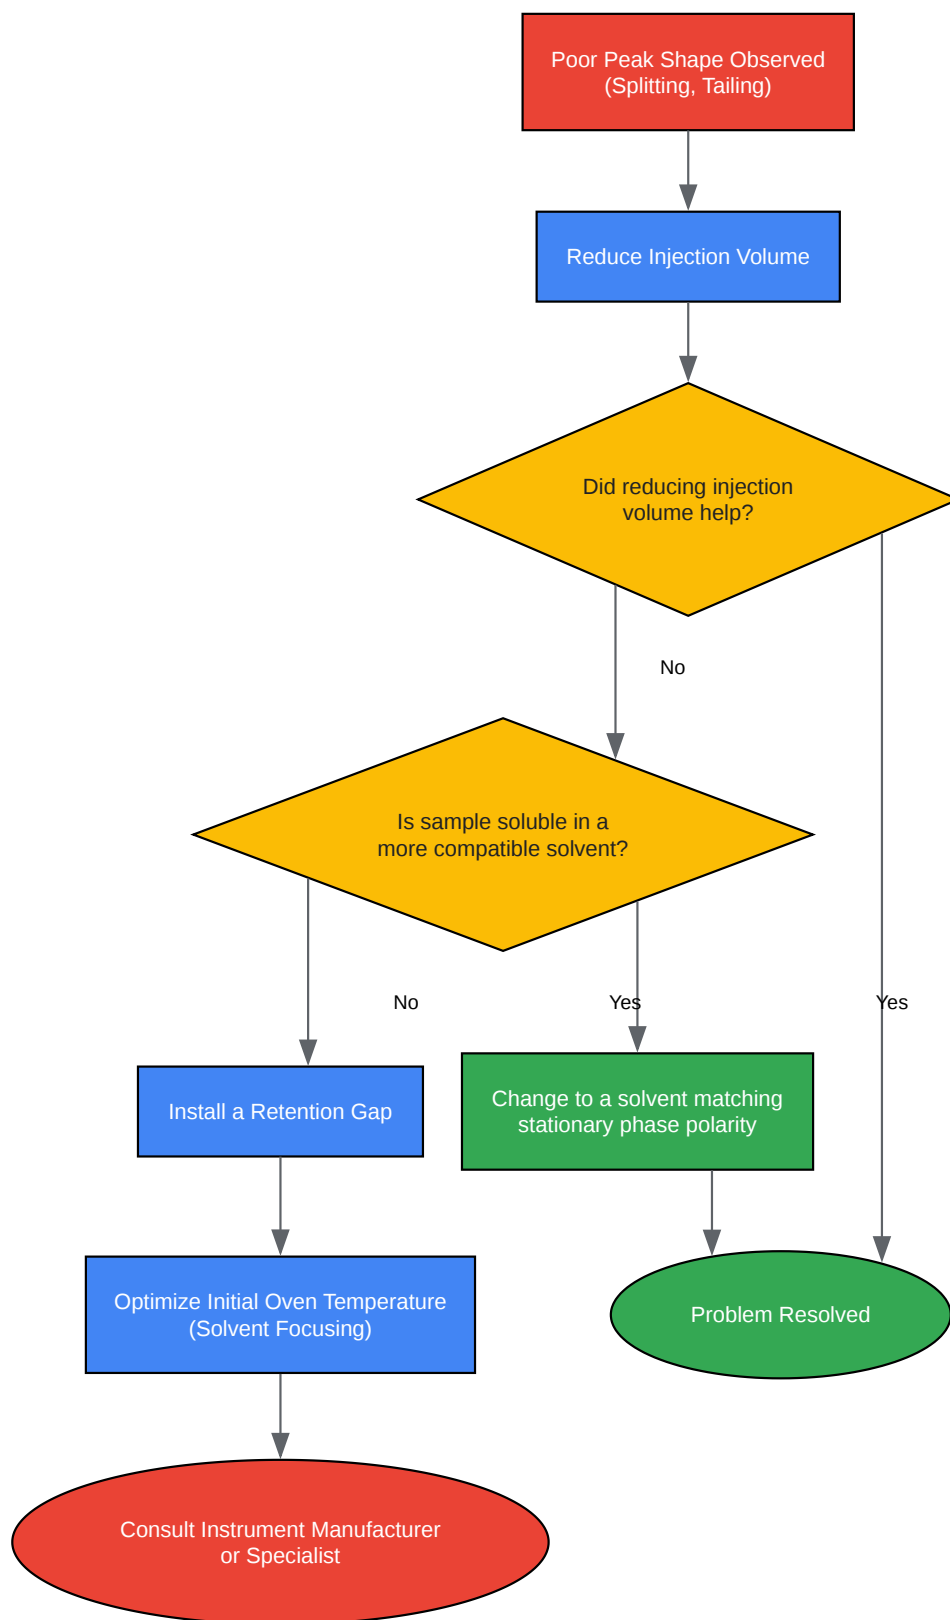 Poor Peak Shape Observed
(Splitting, Tailing)
Reduce Injection Volume
Did reducing injection
volume help?
No
Is sample soluble in a
more compatible solvent?
No
Yes
Yes
Install a Retention Gap
Change to a solvent matching
stationary phase polarity
Optimize Initial Oven Temperature
(Solvent Focusing)
Problem Resolved
Consult Instrument Manufacturer
or Specialist